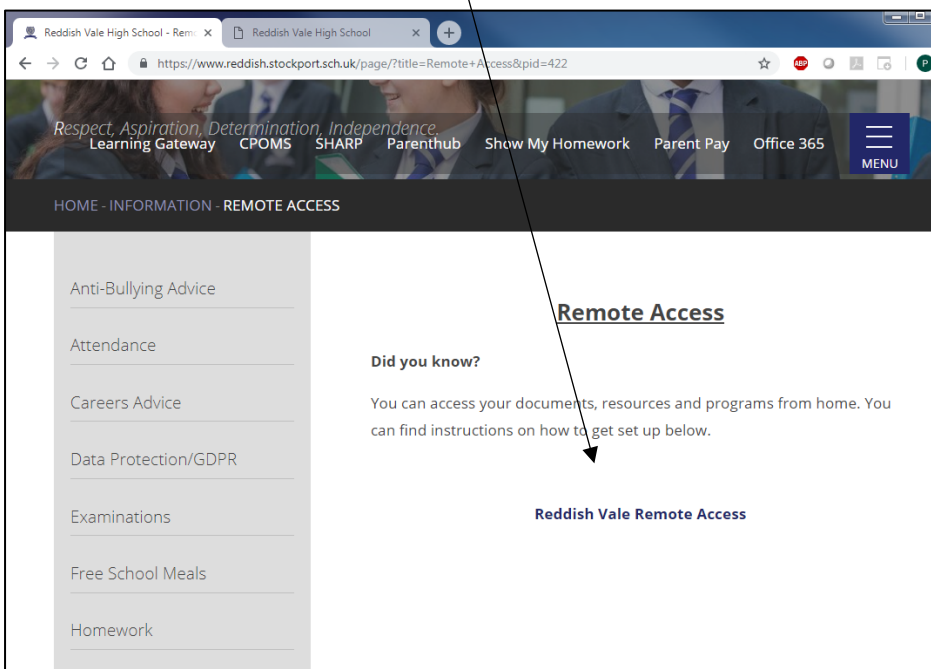 Reddish Vale High School - Rem
Reddish Vale High School
https://www.reddish.stockport.sch.uk/page/?title=Remote+Access&pid=422
ABP
P
Respect, Aspiration, Determination, Independence.
Learning Gateway CPOMS SHARP Parenthub Show My Homework Parent Pay Office 365
MENU
HOME - INFORMATION - REMOTE ACCESS
Anti-Bullying Advice
Attendance
Careers Advice
Data Protection/GDPR
Examinations
Free School Meals
Homework
Remote Access
Did you know?
You can access your documents, resources and programs from home. You
can find instructions on how to get set up below.
Reddish Vale Remote Access